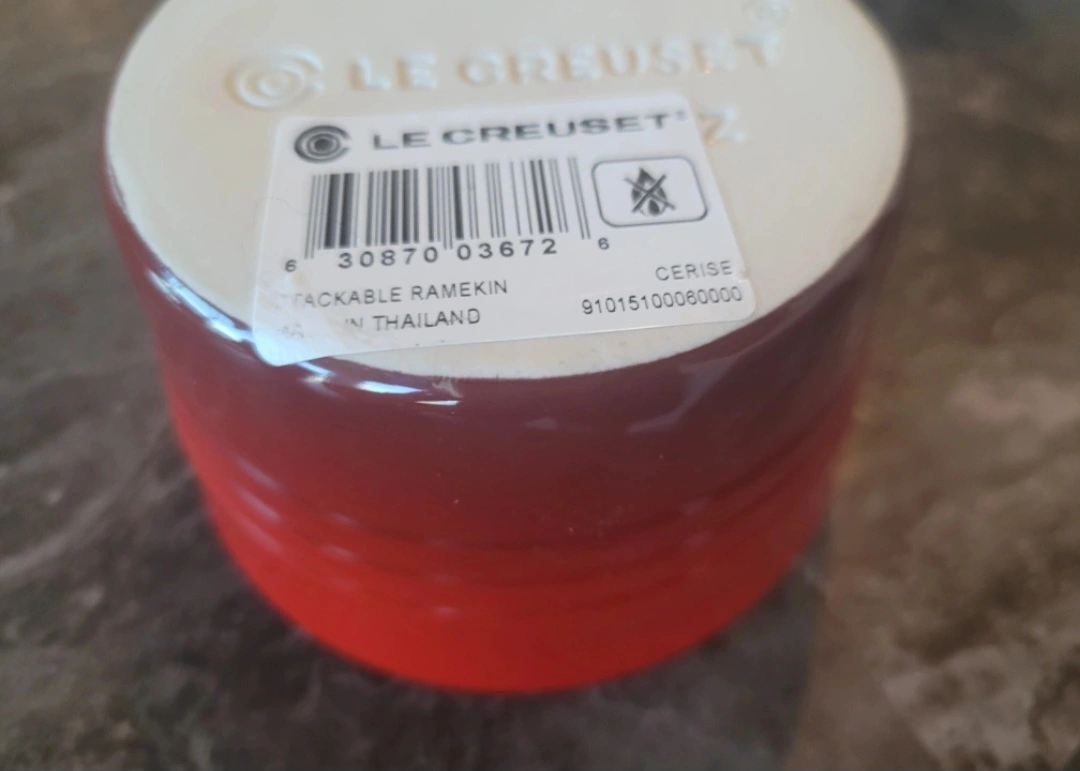 LE CREUSET
LE CREUSET
6 30870 03672 6
TACKABLE RAMEKIN
CERISE
IN THAILAND
91015100060000